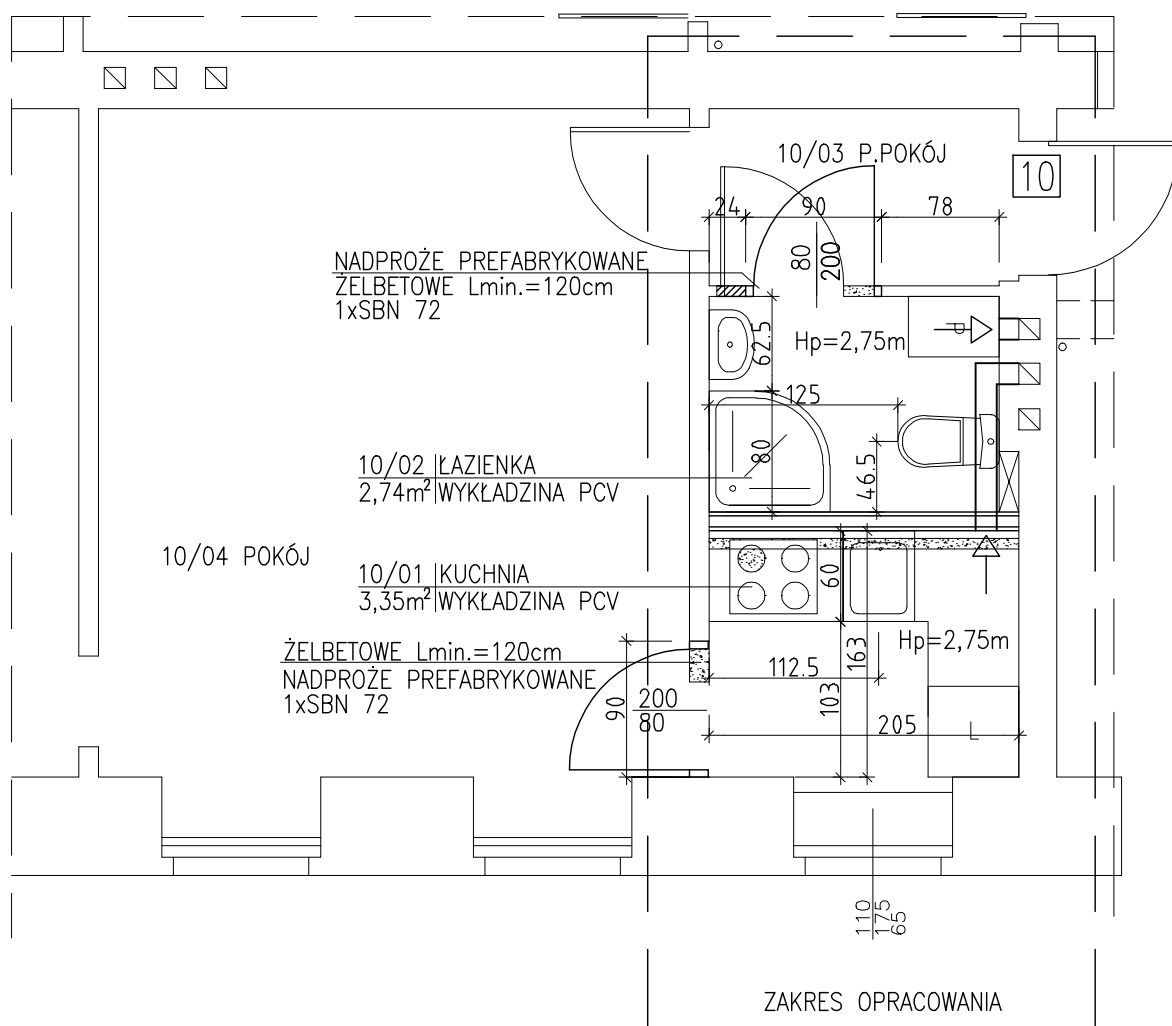 10/03 P.POKÓJ
10
24
90
78
80
200
NADPROŻE PREFABRYKOWANE
ŻELBETOWE Lmin.=120cm
1xSBN 72
62.5
Hp=2,75m
P
125
10/02 ŁAZIENKA
2,74m² WYKŁADZINA PCV
80
46.5
10/04 POKÓJ
10/01 KUCHNIA
3,35m² WYKŁADZINA PCV
60
Hp=2,75m
ŻELBETOWE Lmin.=120cm
NADPROŻE PREFABRYKOWANE
1xSBN 72
112.5
163
103
90
200
80
205
L
110
175
65
ZAKRES OPRACOWANIA